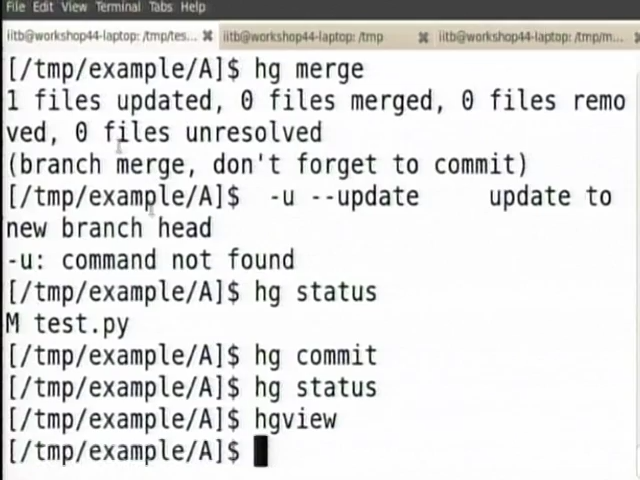 File Edit View Terminal Tabs Help
iitb@workshop44-laptop: /tmp/tes... iitb@workshop44-laptop: /tmp iitb@workshop44-laptop: /tmp/m...
[/tmp/example/A]$ hg merge
1 files updated, 0 files merged, 0 files remo
ved, 0 files unresolved
(branch merge, don't forget to commit)
[/tmp/example/A]$  -u --update     update to
new branch head
-u: command not found
[/tmp/example/A]$ hg status
M test.py
[/tmp/example/A]$ hg commit
[/tmp/example/A]$ hg status
[/tmp/example/A]$ hgview
[/tmp/example/A]$